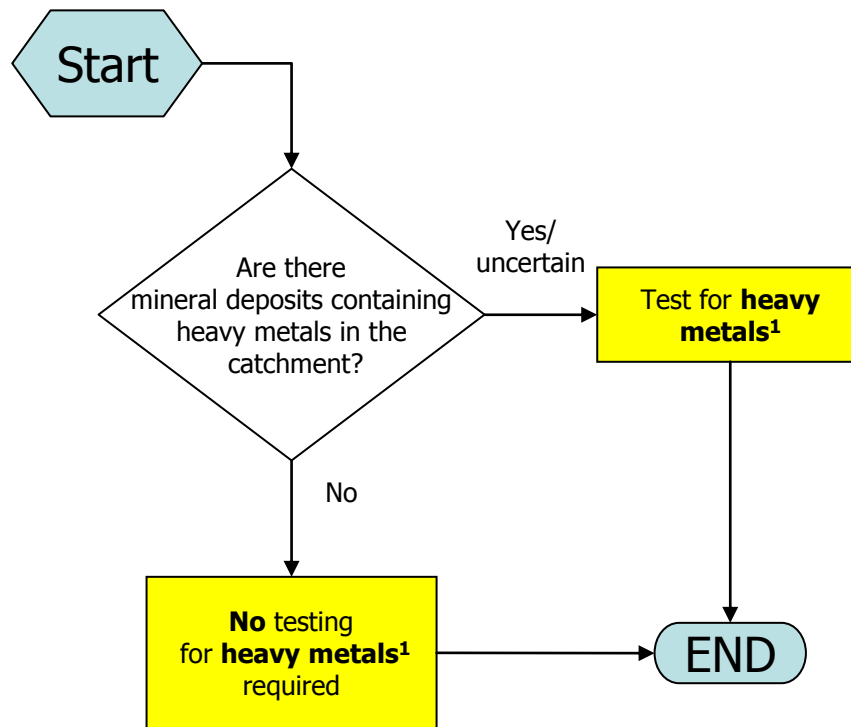 Start
Are there
mineral deposits containing
heavy metals in the
catchment?
Yes/
uncertain
Test for heavy
metals¹
No
No testing
for heavy metals¹
required
END